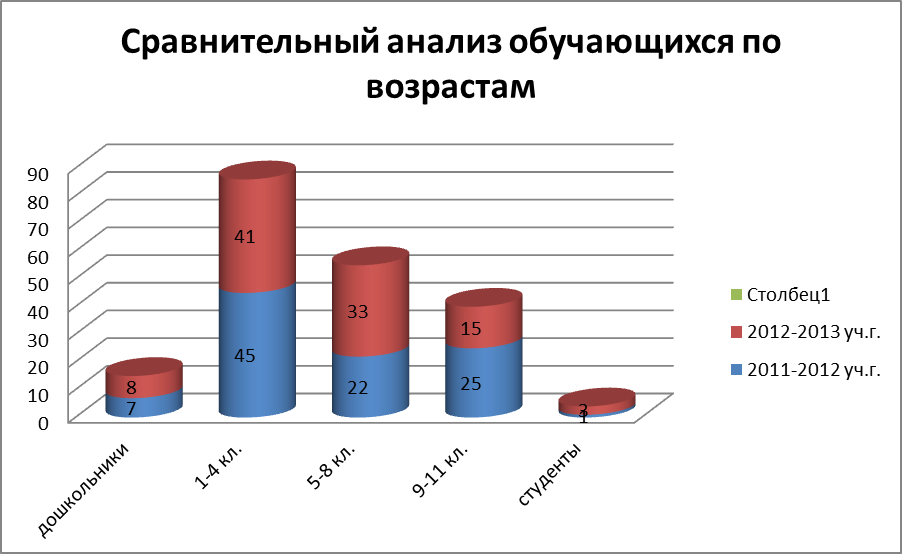 Сравнительный анализ обучающихся по
возрастам
90
80
70
60
50
40
30
20
10
0
8
7
41
45
33
22
15
25
3
1
дошкольники
1-4 кл.
5-8 кл.
9-11 кл.
студенты
Столбец1
2012-2013 уч.г.
2011-2012 уч.г.